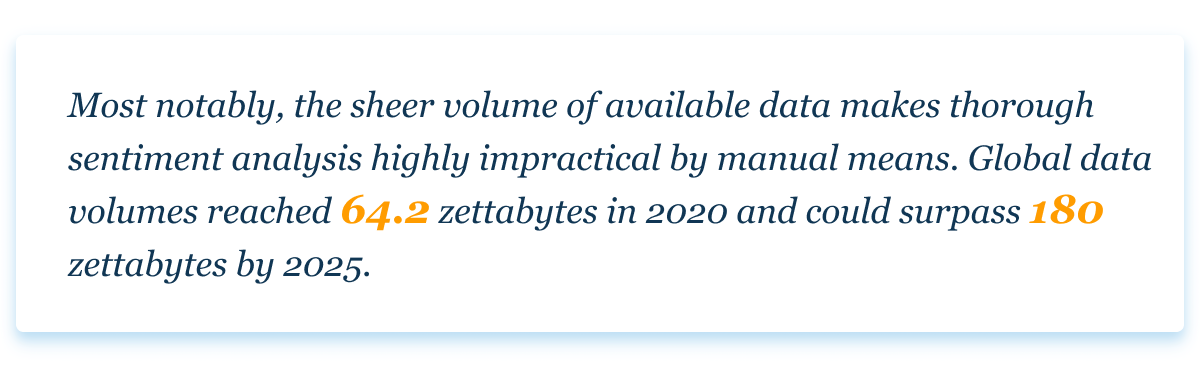 Most notably, the sheer volume of available data makes thorough
sentiment analysis highly impractical by manual means. Global data
volumes reached 64.2 zettabytes in 2020 and could surpass 180
zettabytes by 2025.